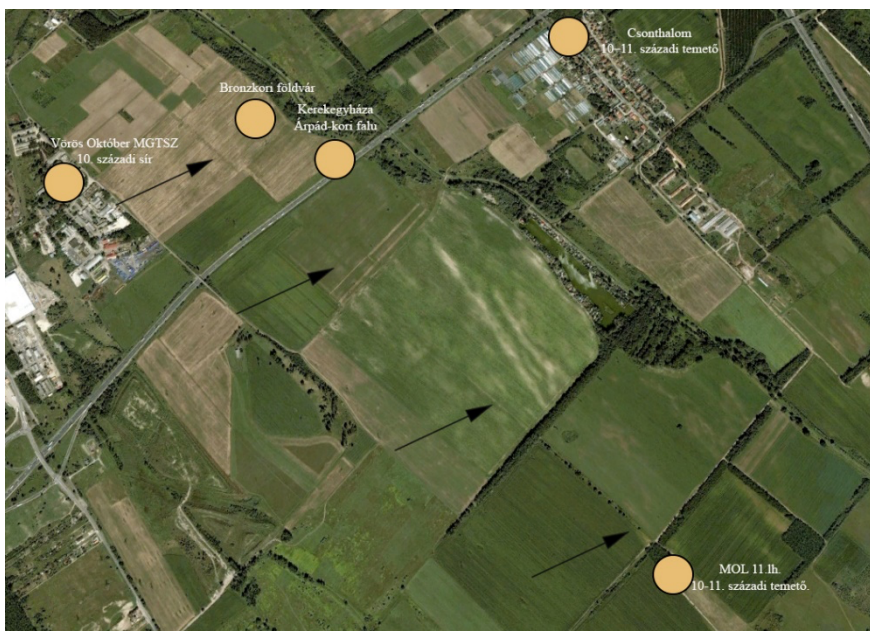 Csonthalom
10–11. századi temető
Bronzkori földvár
Kerekegyháza
Árpád-kori falu
Vörös Október MGTSZ
10. századi sír
MOL 11 lh.
10-11. századi temető.